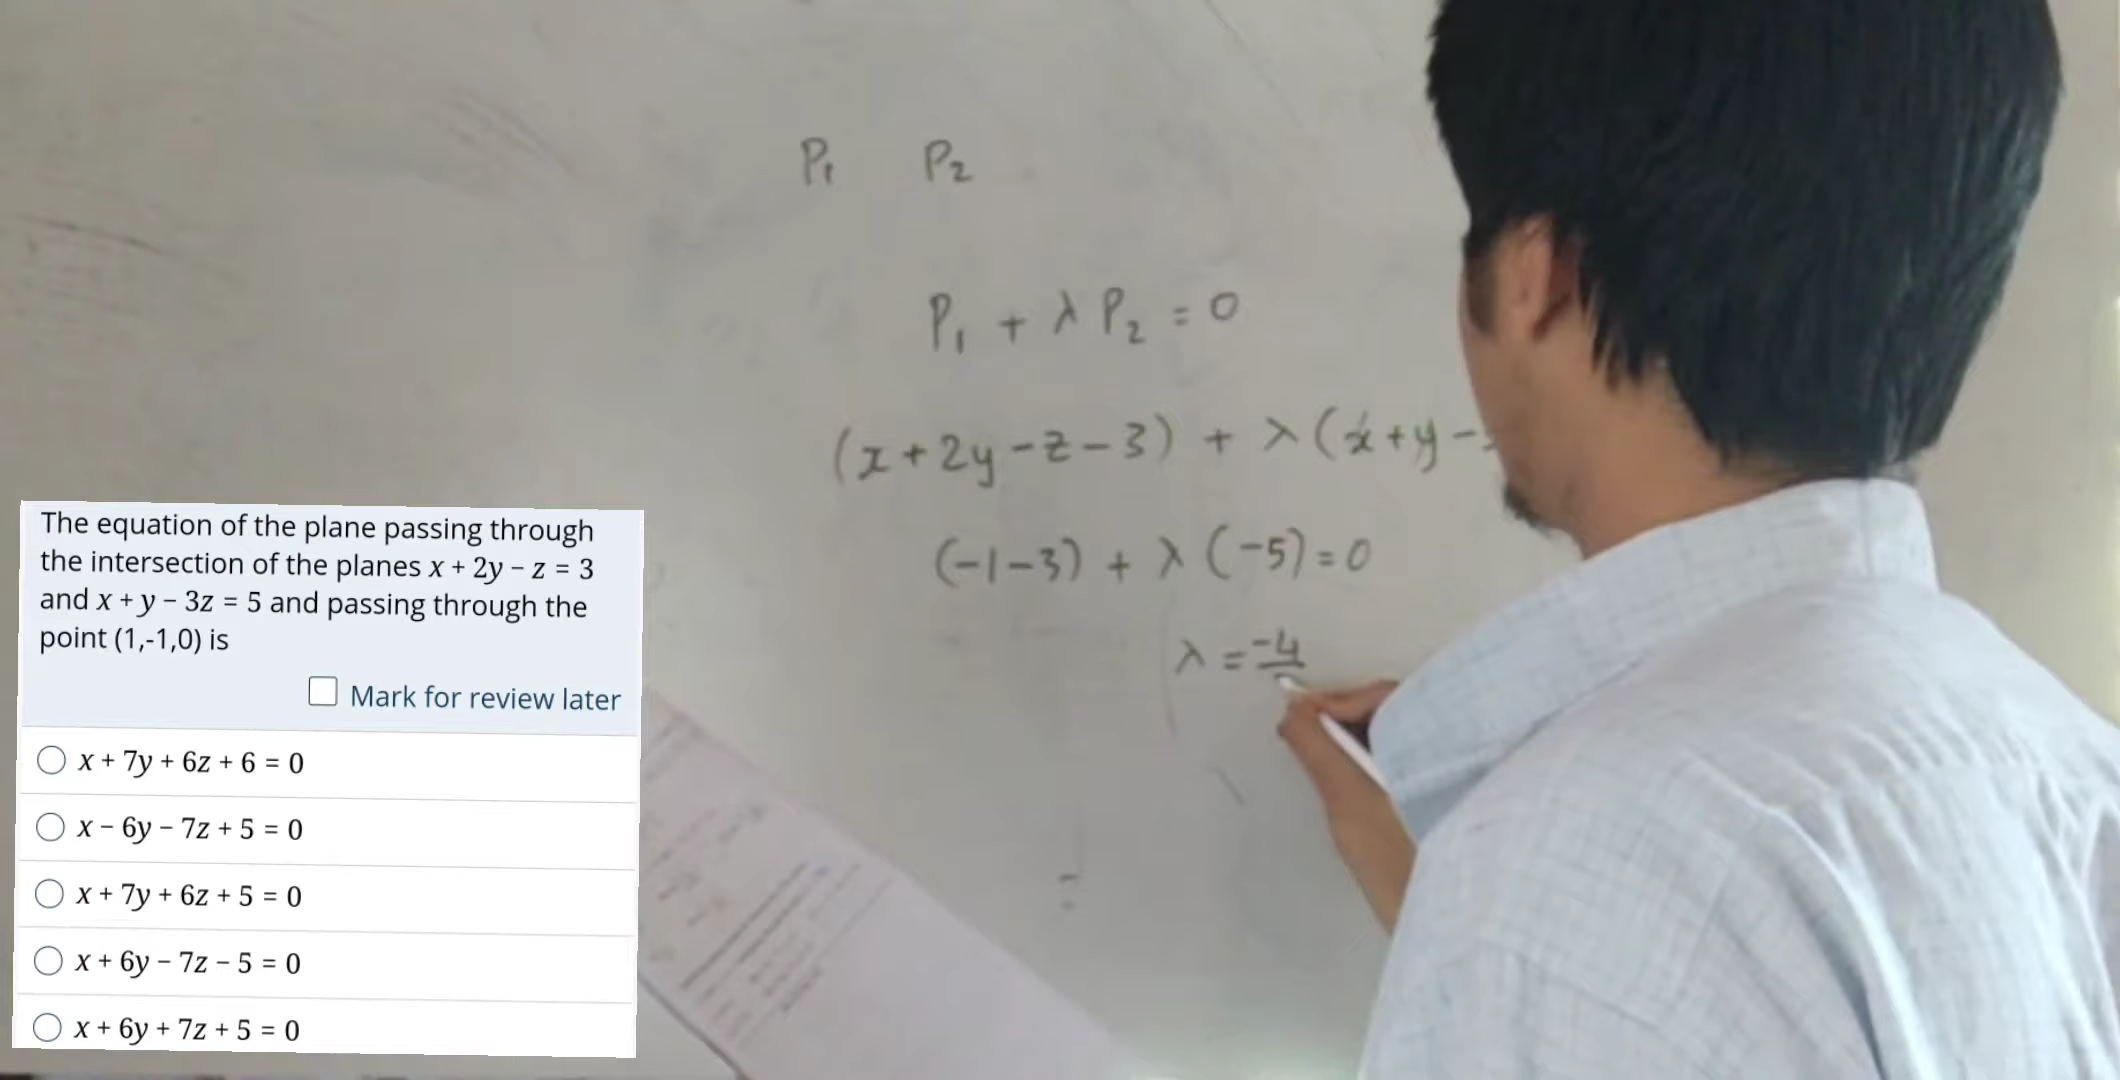 P₁ P₂
P₁ + λ P₂ = 0
(x + 2y - z - 3) + λ (x + y -
(-1-3) + λ (-5) = 0
λ = -4
=
The equation of the plane passing through
the intersection of the planes x + 2y − z = 3
and x + y − 3z = 5 and passing through the
point (1,-1,0) is
Mark for review later
x + 7y + 6z + 6 = 0
x − 6y − 7z + 5 = 0
x + 7y + 6z + 5 = 0
x + 6y − 7z − 5 = 0
x + 6y + 7z + 5 = 0